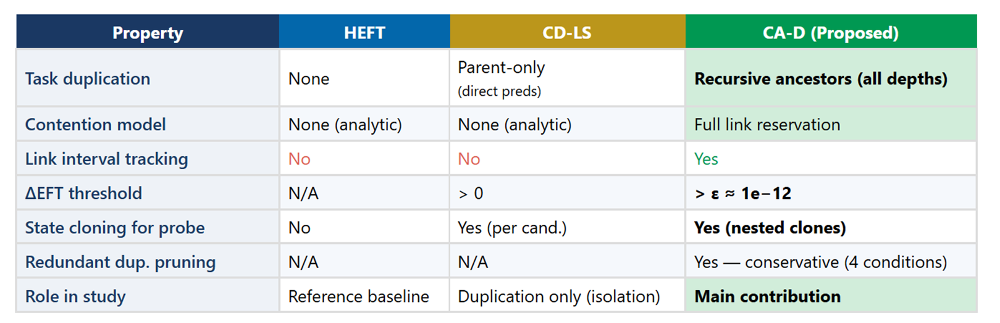 Property HEFT CD-LS CA-D (Proposed)
Task duplication None Parent-only (direct preds) Recursive ancestors (all depths)
Contention model None (analytic) None (analytic) Full link reservation
Link interval tracking No No Yes
ΔEFT threshold N/A > 0 > ε ≈ 1e−12
State cloning for probe No Yes (per cand.) Yes (nested clones)
Redundant dup. pruning N/A N/A Yes — conservative (4 conditions)
Role in study Reference baseline Duplication only (isolation) Main contribution